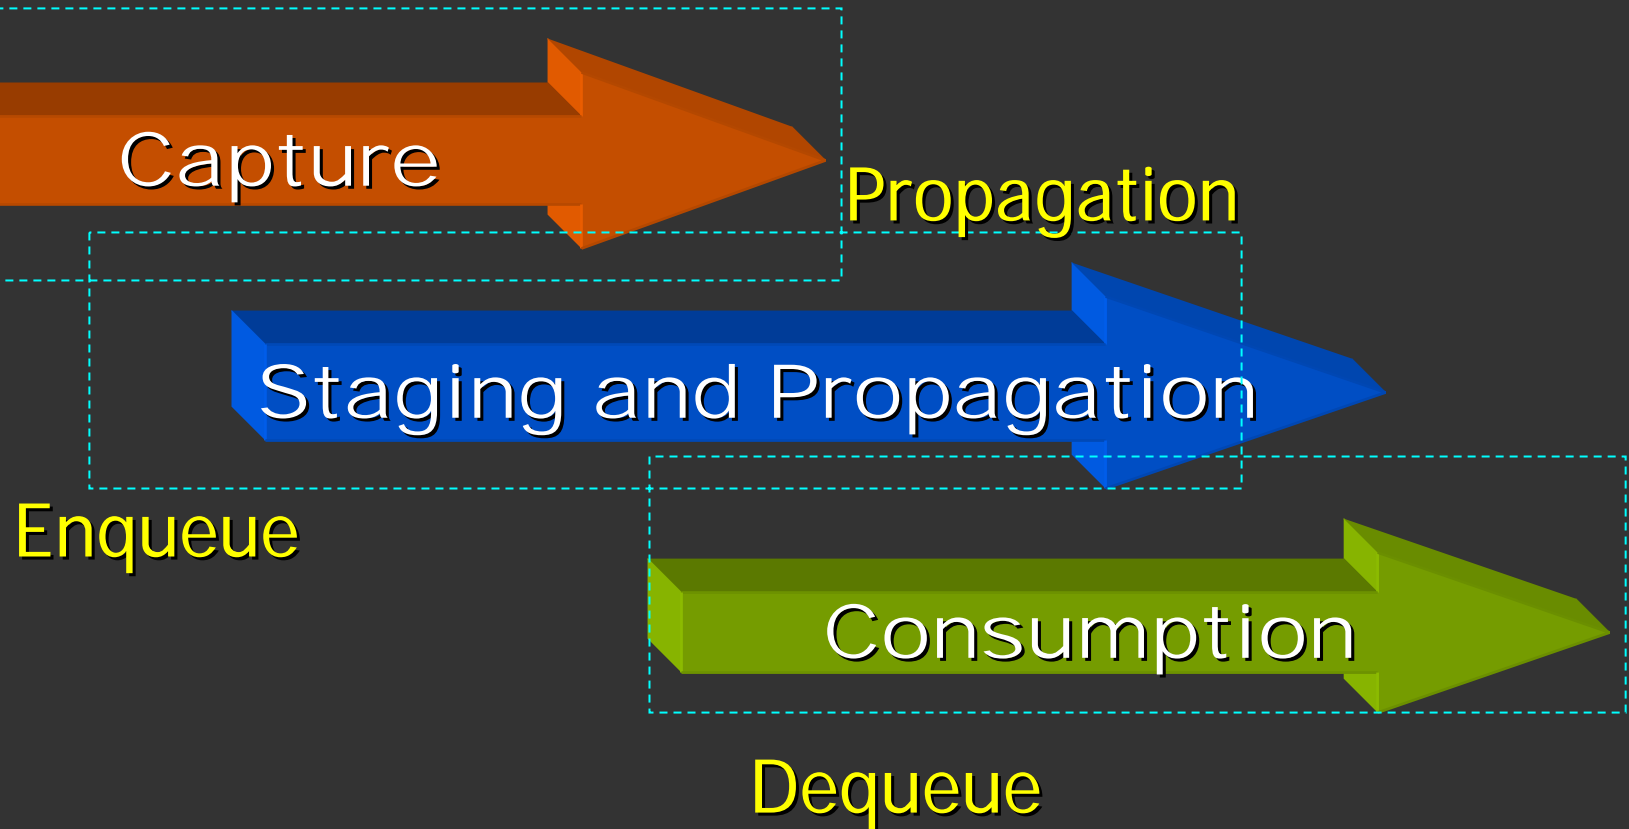 Capture
Propagation
Staging and Propagation
Enqueue
Consumption
Dequeue